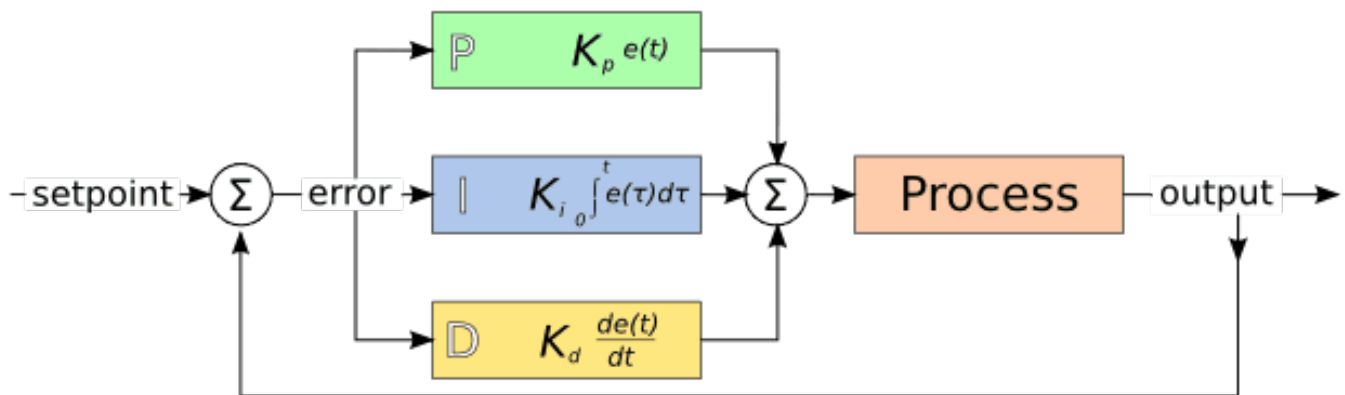 P K_p e(t)
setpoint Σ error I K_i ∫_0^t e(τ)dτ Σ Process output
D K_d de(t)/dt